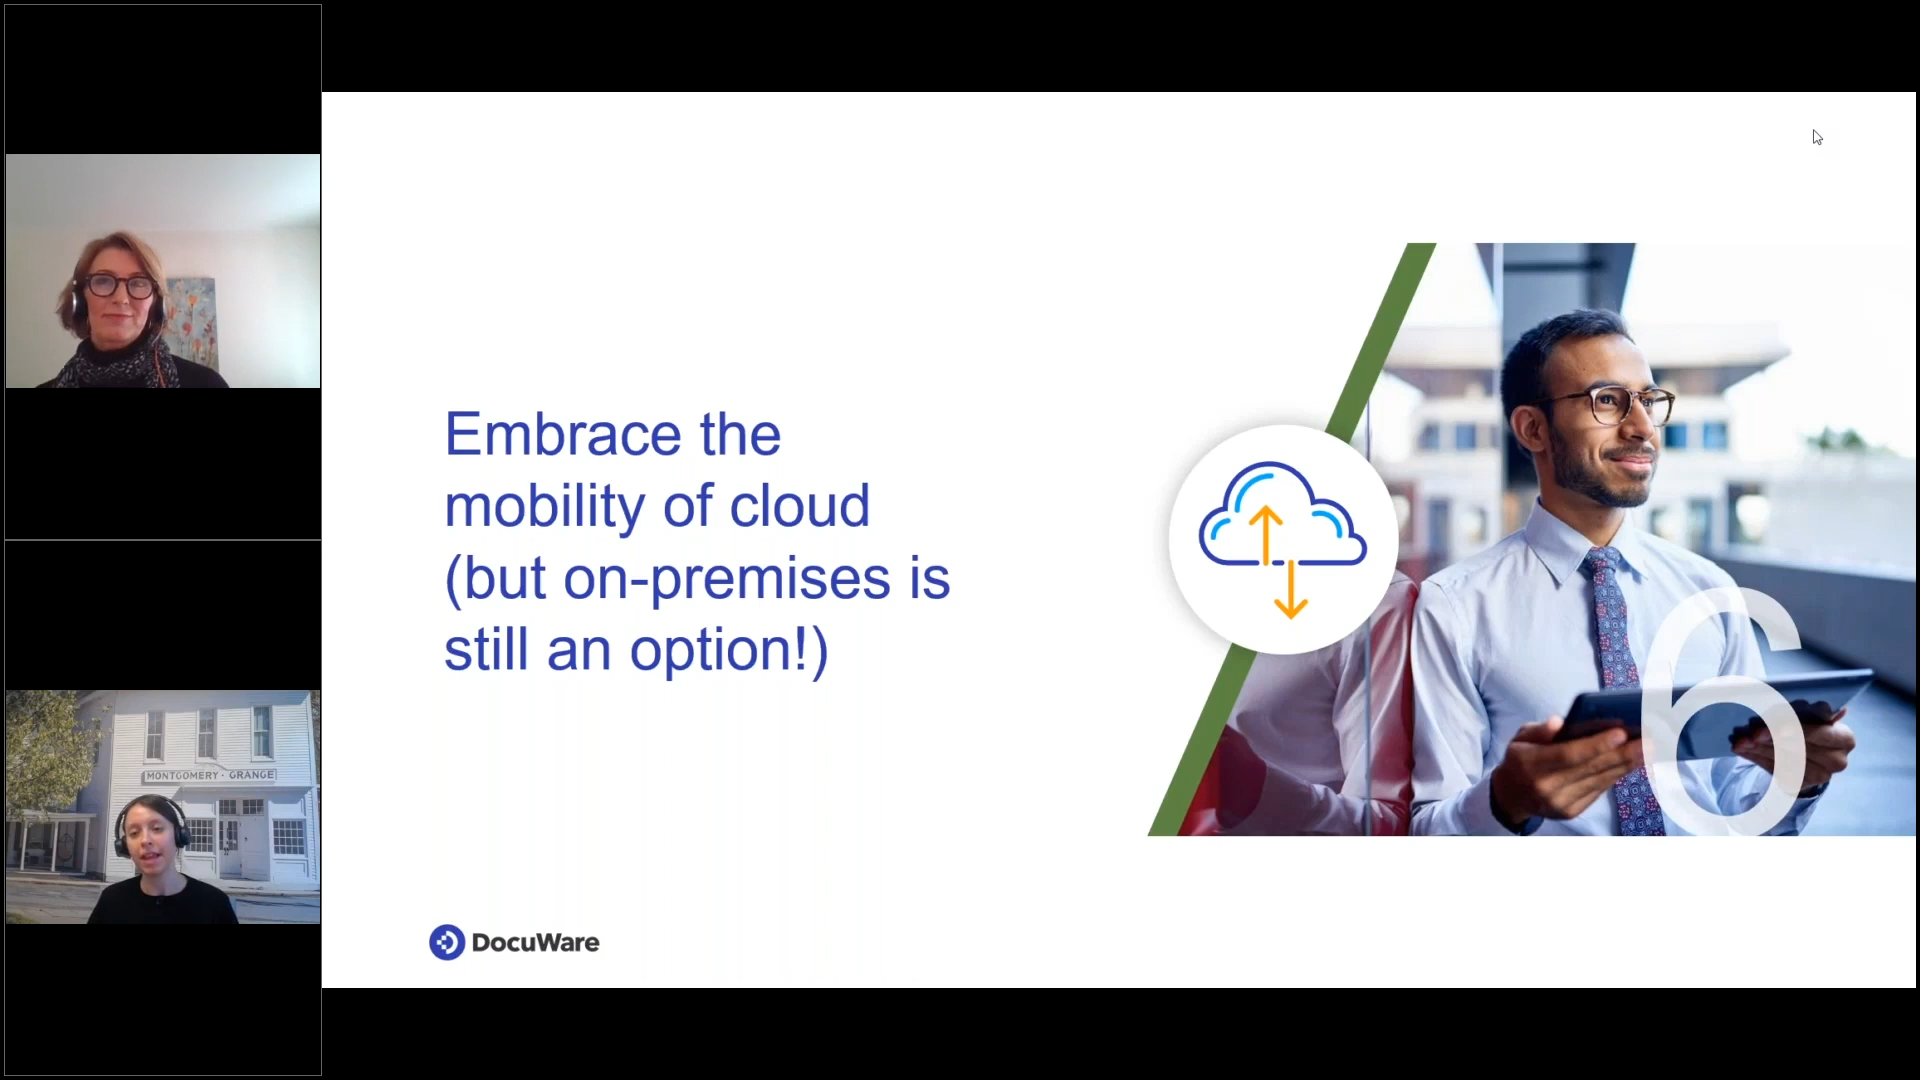 Embrace the
mobility of cloud
(but on-premises is
still an option!)
6
MONTGOMERY · GRANGE
DocuWare